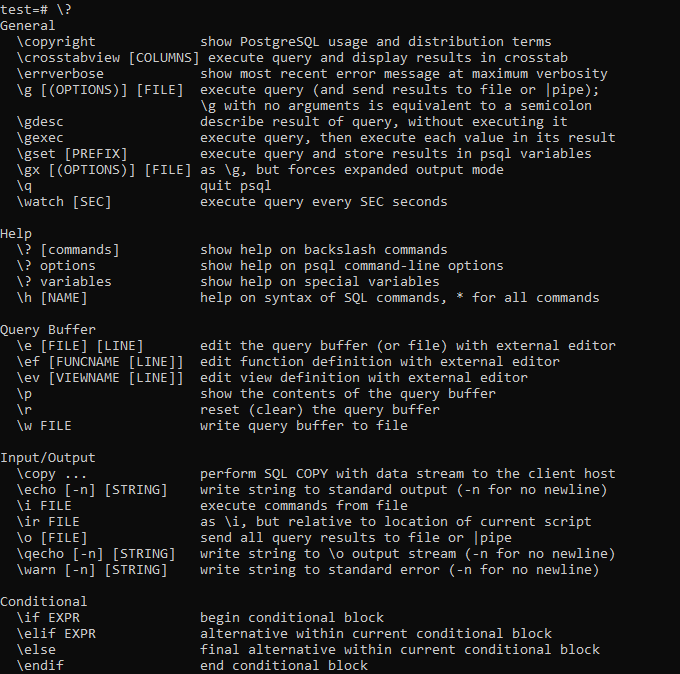 test=# \?
General
  \copyright             show PostgreSQL usage and distribution terms
  \crosstabview [COLUMNS] execute query and display results in crosstab
  \errverbose            show most recent error message at maximum verbosity
  \g [(OPTIONS)] [FILE]  execute query (and send results to file or |pipe);
                         \g with no arguments is equivalent to a semicolon
  \gdesc                 describe result of query, without executing it
  \gexec                 execute query, then execute each value in its result
  \gset [PREFIX]         execute query and store results in psql variables
  \gx [(OPTIONS)] [FILE] as \g, but forces expanded output mode
  \q                     quit psql
  \watch [SEC]           execute query every SEC seconds

Help
  \? [commands]          show help on backslash commands
  \? options             show help on psql command-line options
  \? variables           show help on special variables
  \h [NAME]              help on syntax of SQL commands, * for all commands

Query Buffer
  \e [FILE] [LINE]       edit the query buffer (or file) with external editor
  \ef [FUNCNAME [LINE]]  edit function definition with external editor
  \ev [VIEWNAME [LINE]]  edit view definition with external editor
  \p                     show the contents of the query buffer
  \r                     reset (clear) the query buffer
  \w FILE                write query buffer to file

Input/Output
  \copy ...              perform SQL COPY with data stream to the client host
  \echo [-n] [STRING]    write string to standard output (-n for no newline)
  \i FILE                execute commands from file
  \ir FILE               as \i, but relative to location of current script
  \o [FILE]              send all query results to file or |pipe
  \qecho [-n] [STRING]   write string to \o output stream (-n for no newline)
  \warn [-n] [STRING]    write string to standard error (-n for no newline)

Conditional
  \if EXPR               begin conditional block
  \elif EXPR             alternative within current conditional block
  \else                  final alternative within current conditional block
  \endif                 end conditional block